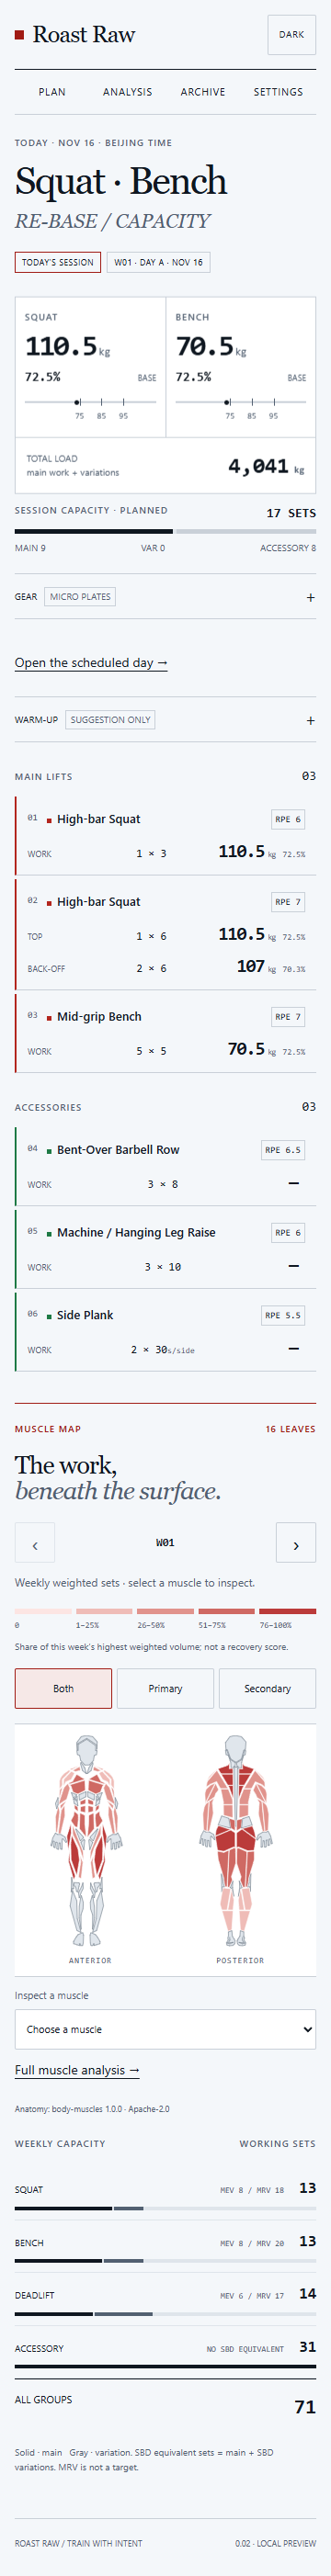 Roast Raw
DARK
PLAN ANALYSIS ARCHIVE SETTINGS
TODAY · NOV 16 · BEIJING TIME
Squat · Bench
RE-BASE / CAPACITY
TODAY'S SESSION
W01 · DAY A · NOV 16
SQUAT
110.5 kg
72.5% BASE
75 85 95
BENCH
70.5 kg
72.5% BASE
75 85 95
TOTAL LOAD
main work + variations
4,041 kg
SESSION CAPACITY · PLANNED 17 SETS
MAIN 9 VAR 0 ACCESSORY 8
GEAR MICRO PLATES +
Open the scheduled day →
WARM-UP SUGGESTION ONLY +
MAIN LIFTS 03
01 High-bar Squat RPE 6
WORK 1 × 3 110.5 kg 72.5%
02 High-bar Squat RPE 7
TOP 1 × 6 110.5 kg 72.5%
BACK-OFF 2 × 6 107 kg 70.3%
03 Mid-grip Bench RPE 7
WORK 5 × 5 70.5 kg 72.5%
ACCESSORIES 03
04 Bent-Over Barbell Row RPE 6.5
WORK 3 × 8 —
05 Machine / Hanging Leg Raise RPE 6
WORK 3 × 10 —
06 Side Plank RPE 5.5
WORK 2 × 30s/side —
MUSCLE MAP 16 LEAVES
The work,
beneath the surface.
‹ W01 ›
Weekly weighted sets · select a muscle to inspect.
0 1–25% 26–50% 51–75% 76–100%
Share of this week's highest weighted volume; not a recovery score.
Both Primary Secondary
ANTERIOR POSTERIOR
Inspect a muscle
Choose a muscle
Full muscle analysis →
Anatomy: body-muscles 1.0.0 · Apache-2.0
WEEKLY CAPACITY WORKING SETS
SQUAT MEV 8 / MRV 18 13
BENCH MEV 8 / MRV 20 13
DEADLIFT MEV 6 / MRV 17 14
ACCESSORY NO SBD EQUIVALENT 31
ALL GROUPS 71
Solid · main Gray · variation. SBD equivalent sets = main + SBD
variations. MRV is not a target.
ROAST RAW / TRAIN WITH INTENT 0.02 · LOCAL PREVIEW